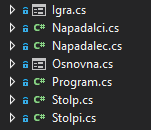 Igra.cs
C# Napadalci.cs
C# Napadalec.cs
Osnovna.cs
C# Program.cs
C# Stolp.cs
C# Stolpi.cs